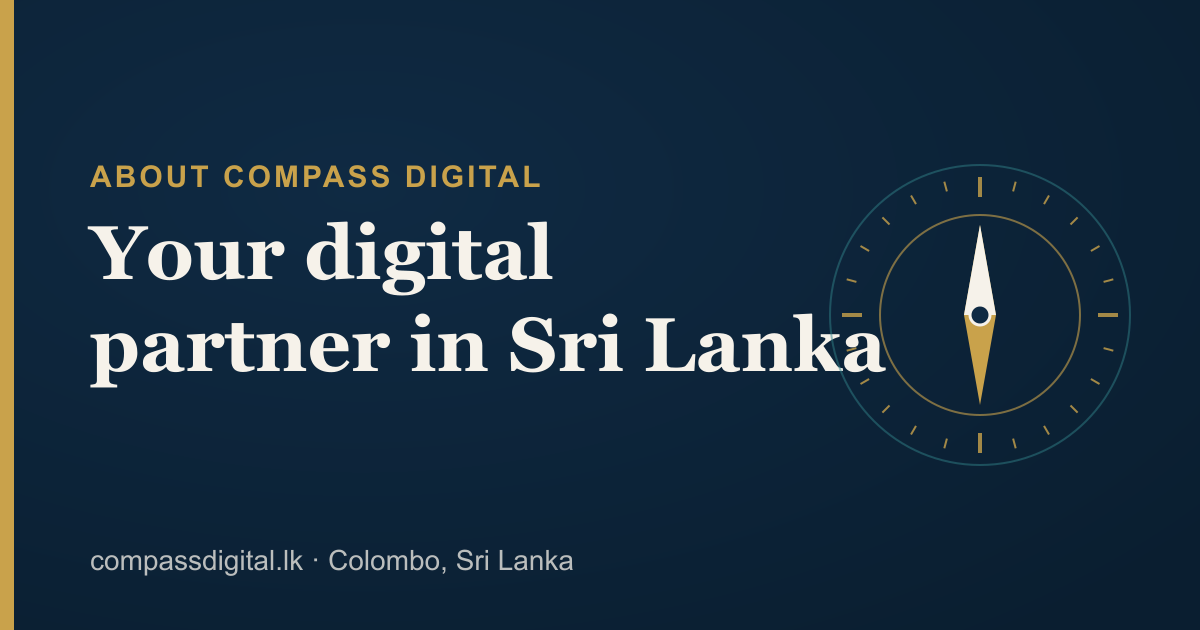 ABOUT COMPASS DIGITAL
Your digital
partner in Sri Lanka
compassdigital.lk · Colombo, Sri Lanka